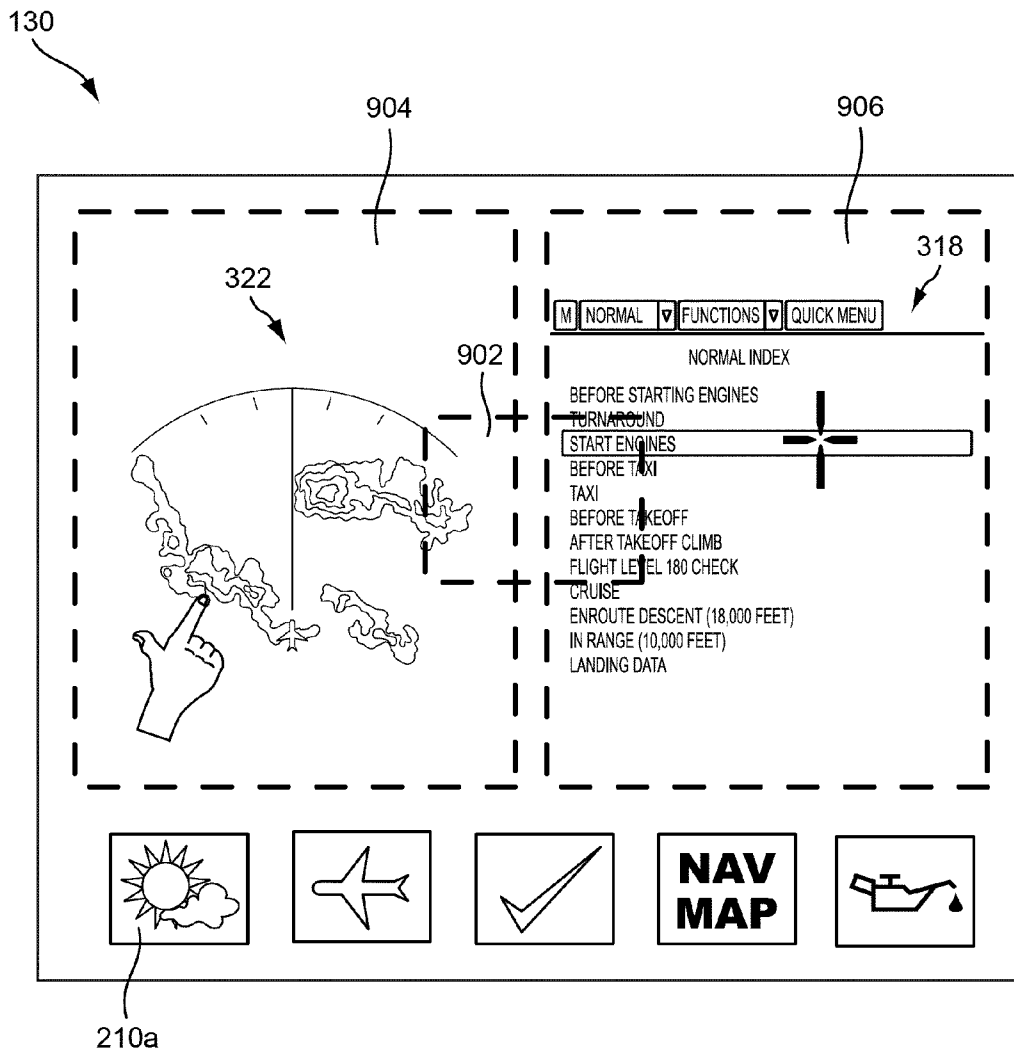 130
904
906
322
318
M NORMAL ∇ FUNCTIONS ∇ QUICK MENU
902
NORMAL INDEX
BEFORE STARTING ENGINES
TURNAROUND
START ENGINES
BEFORE TAXI
TAXI
BEFORE TAKEOFF
AFTER TAKEOFF CLIMB
FLIGHT LEVEL 180 CHECK
CRUISE
ENROUTE DESCENT (18,000 FEET)
IN RANGE (10,000 FEET)
LANDING DATA
NAV
MAP
210a